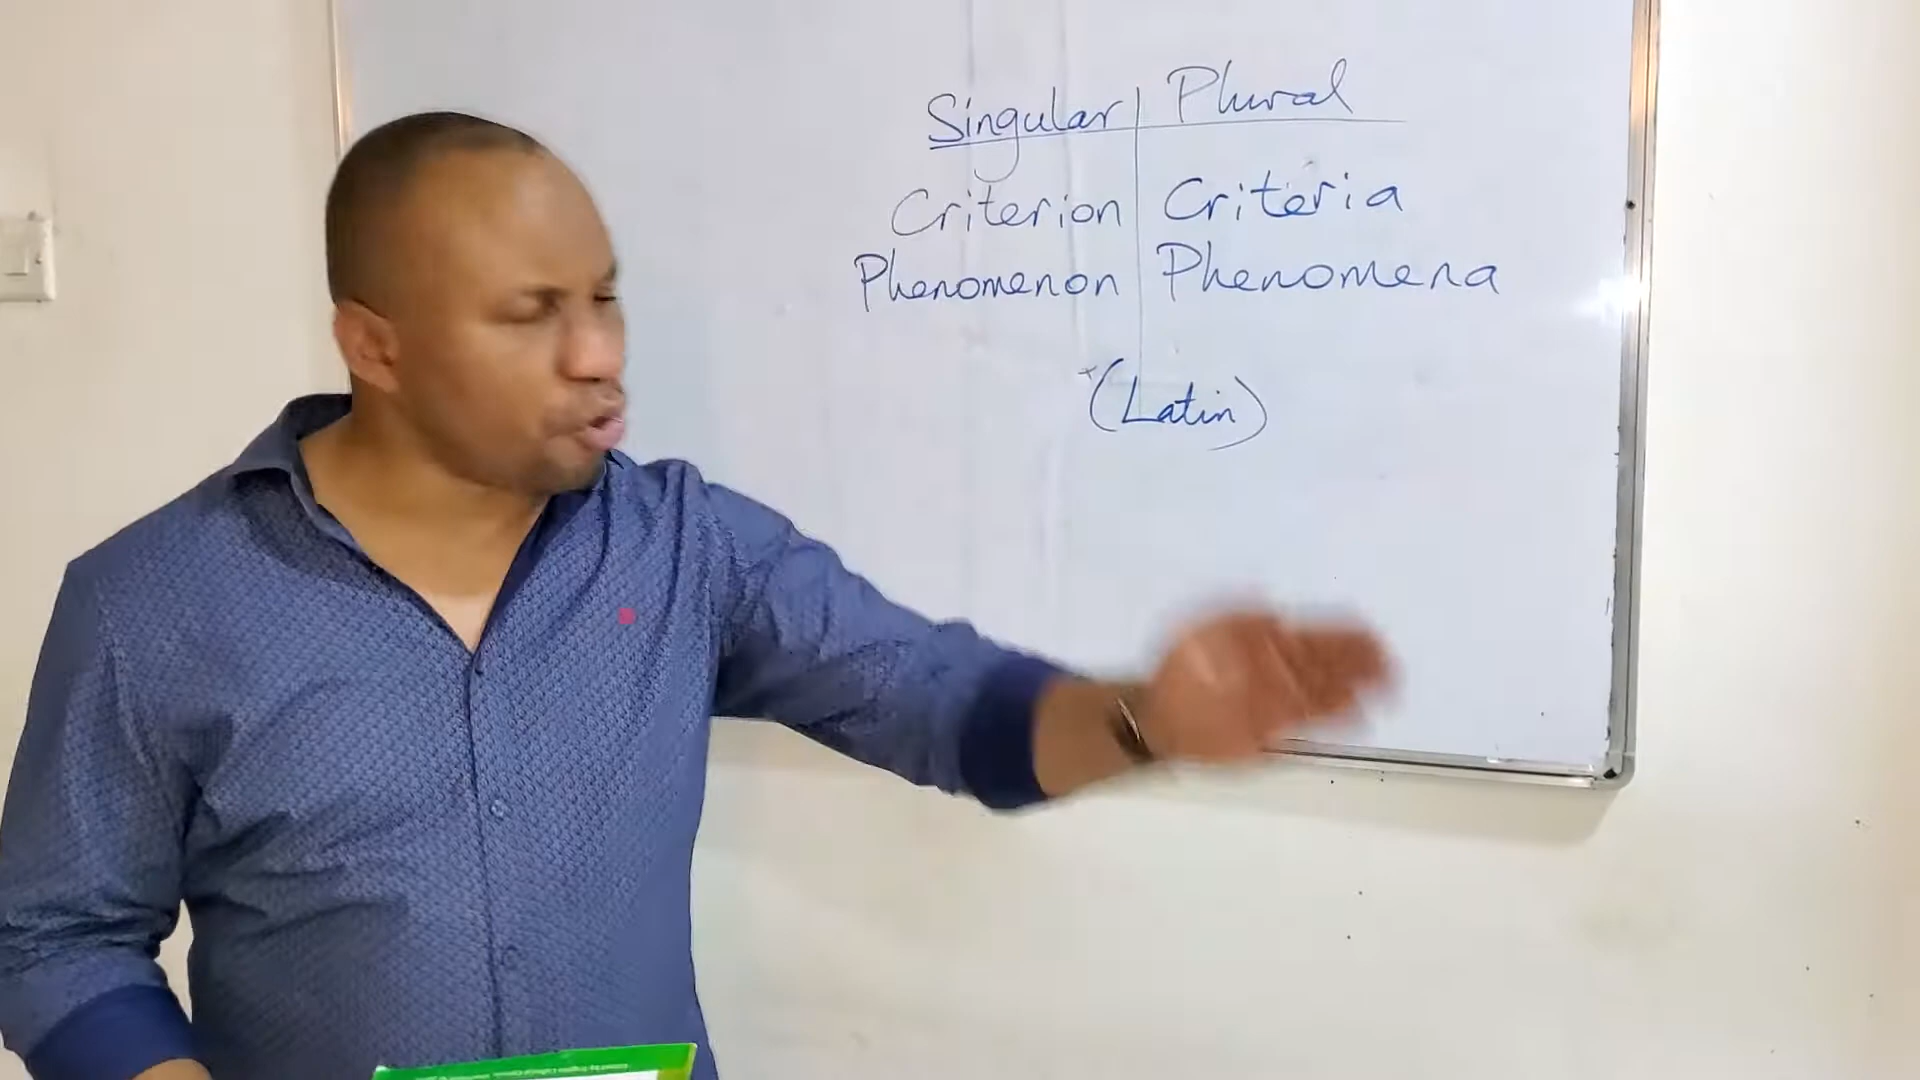 Singular Plural
Criterion Criteria
Phenomenon Phenomena
(Latin)